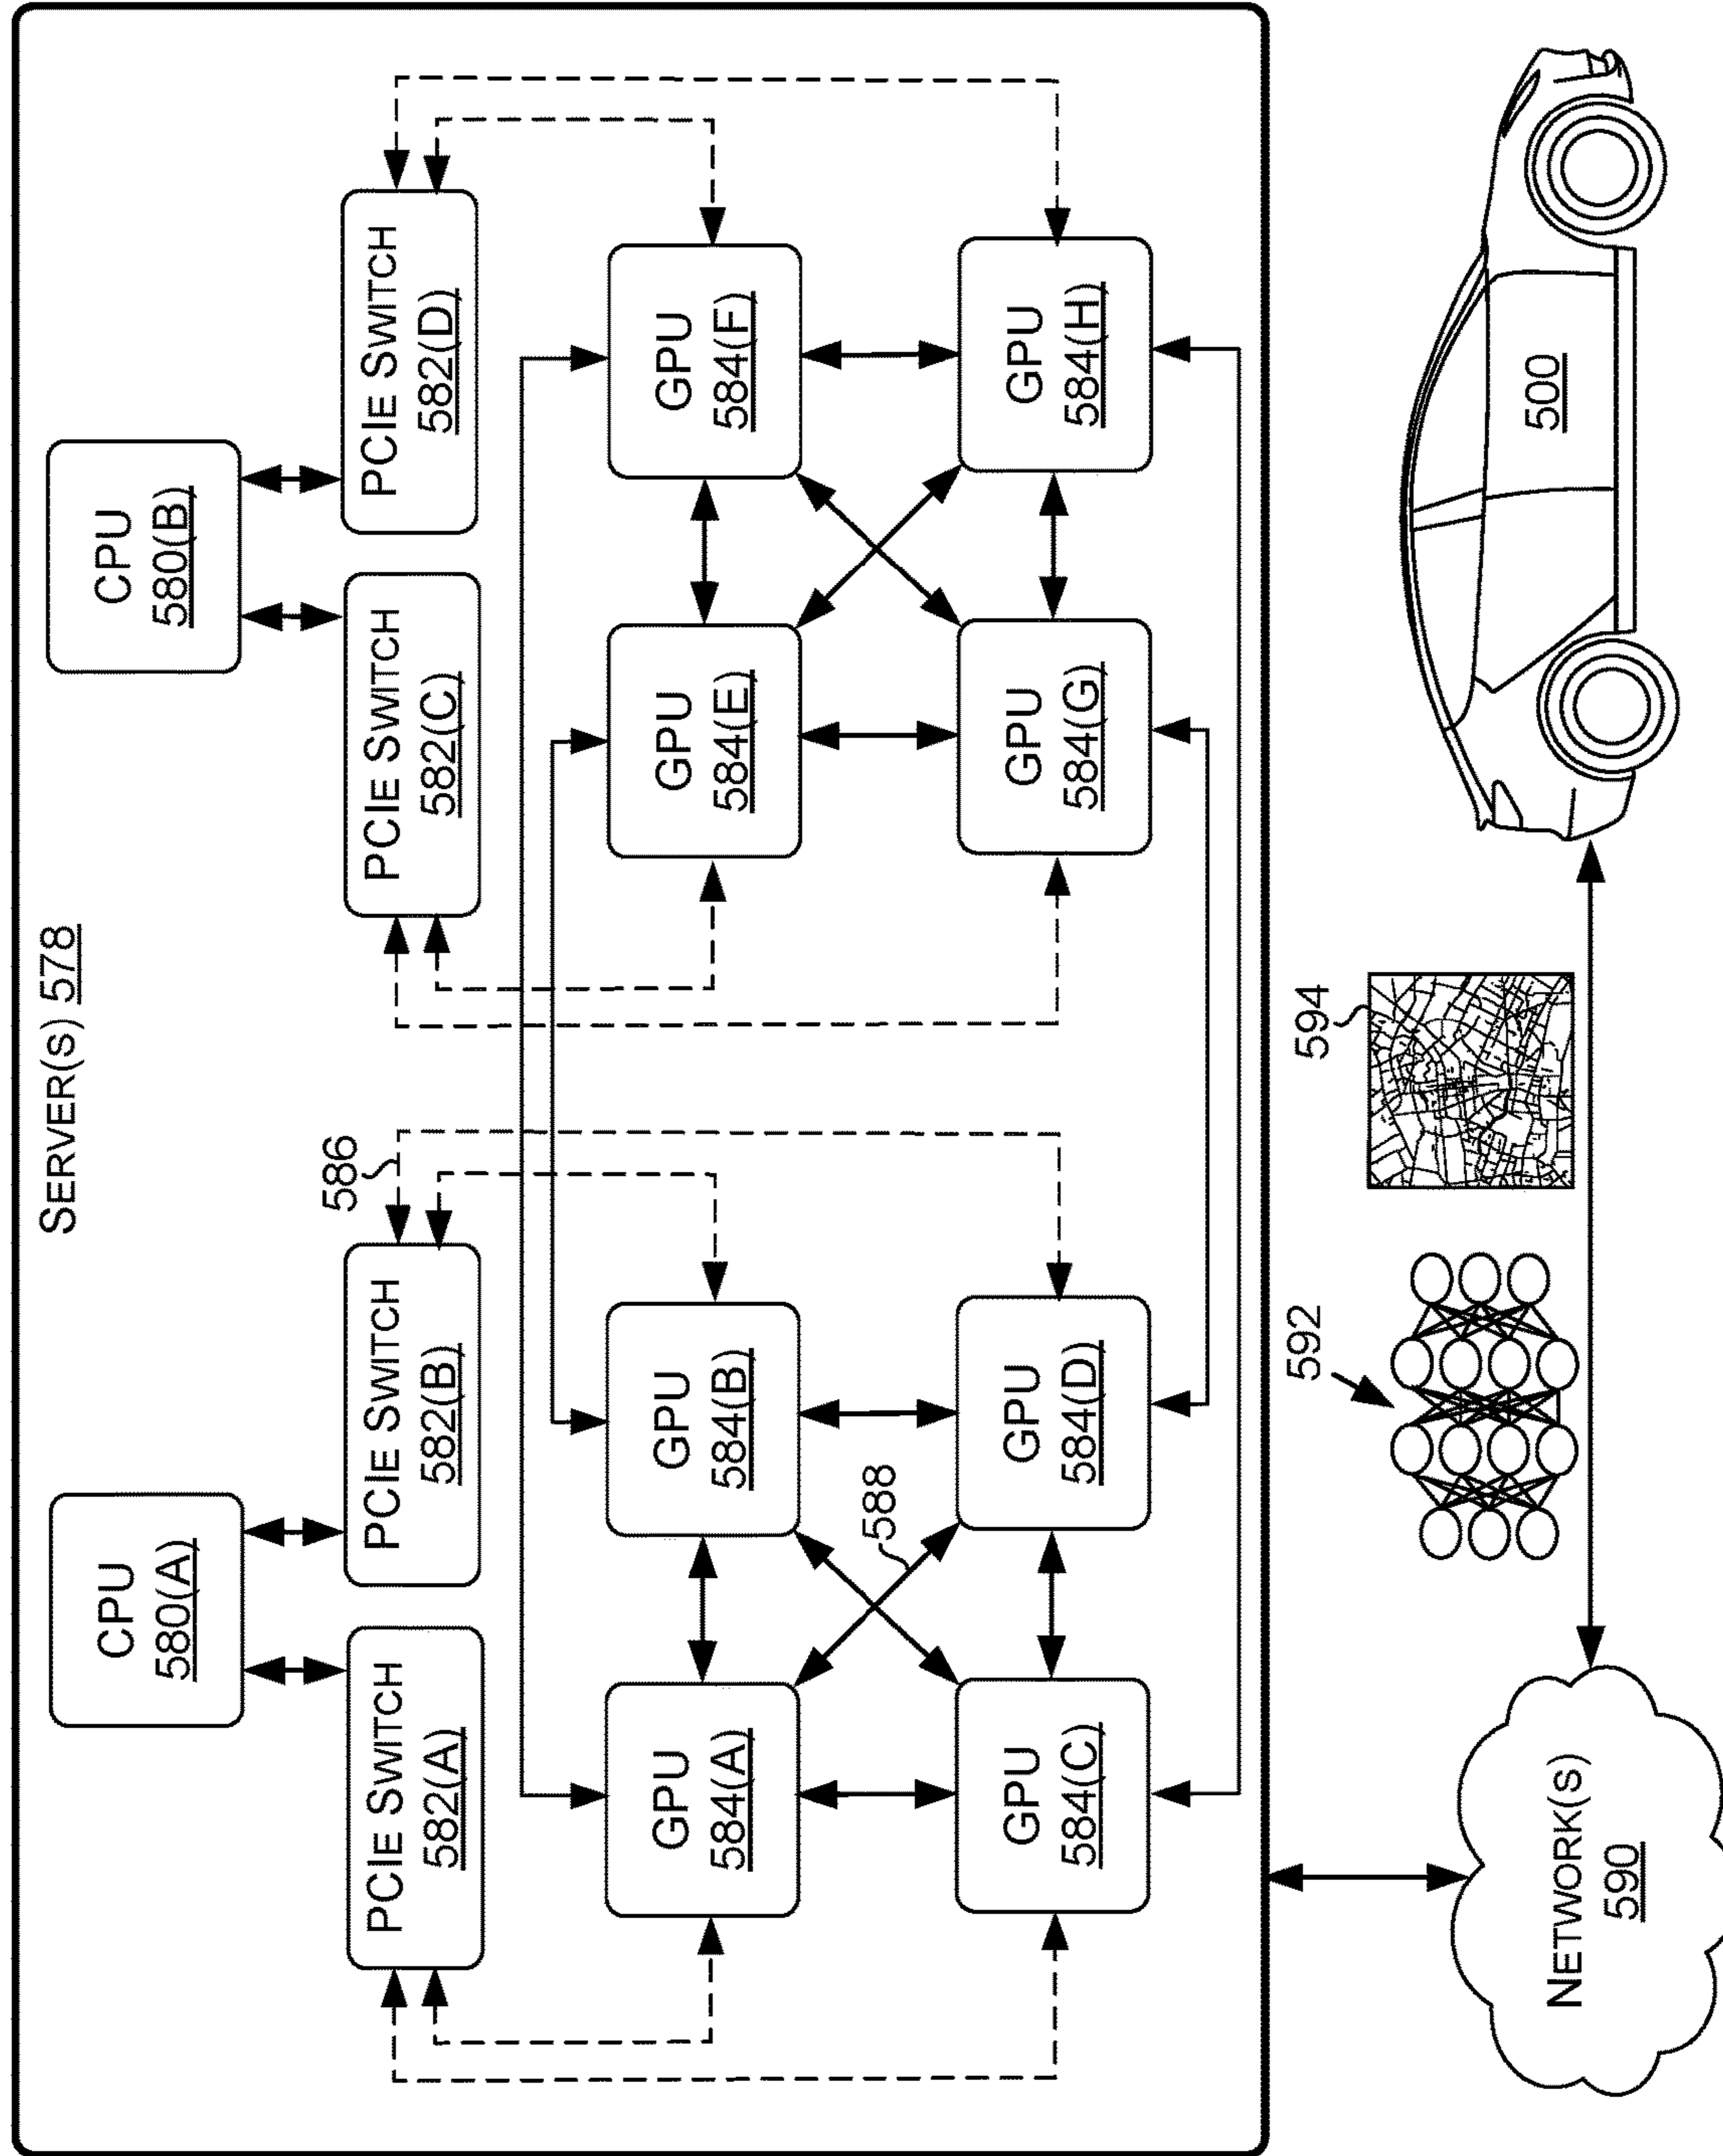 SERVER(S) 578
CPU
580(A)
CPU
580(B)
PCIE SWITCH
582(A)
PCIE SWITCH
582(B)
586
PCIE SWITCH
582(C)
PCIE SWITCH
582(D)
GPU
584(A)
GPU
584(B)
GPU
584(E)
GPU
584(F)
588
GPU
584(C)
GPU
584(D)
GPU
584(G)
GPU
584(H)
NETWORK(S)
590
592
594
500